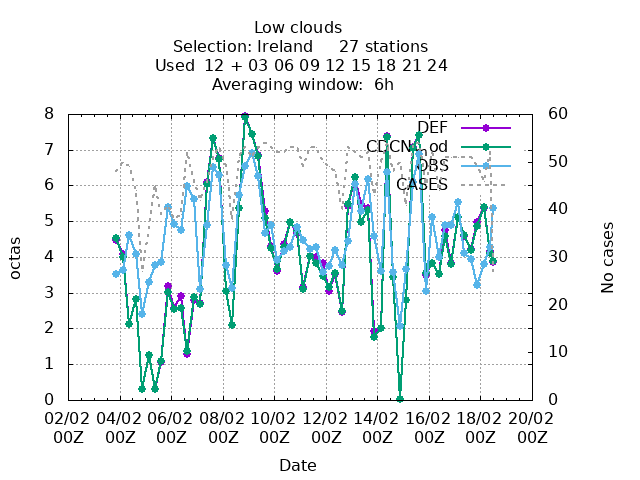 Low clouds
Selection: Ireland 27 stations
Used 12 + 03 06 09 12 15 18 21 24
Averaging window: 6h
8 60
DEF
7 50
OBS
6 CASES
40
5
octas
4 30
No cases
3
20
2
10
1
0 0
02/02 04/02 06/02 08/02 10/02 12/02 14/02 16/02 18/02 20/02
00Z 00Z 00Z 00Z 00Z 00Z 00Z 00Z 00Z 00Z
Date